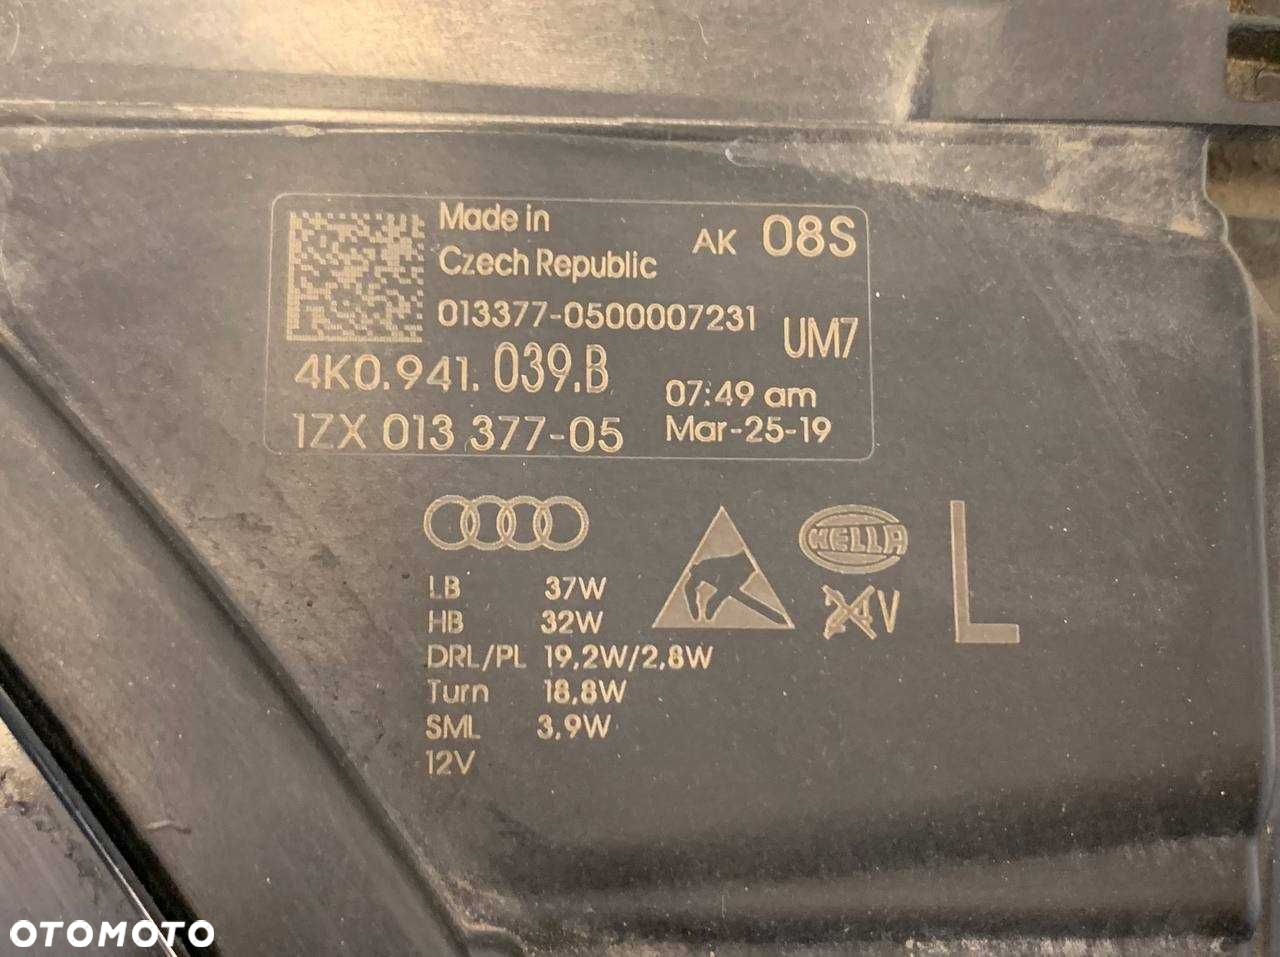 Made in
Czech Republic
AK 08S
013377-0500007231
UM7
4K0.941.039.B
07:49 am
1ZX 013 377-05
Mar-25-19
HELLA
24V
L
LB 37W
HB 32W
DRL/PL 19,2W/2,8W
Turn 18,8W
SML 3,9W
12V
OTOMOTO